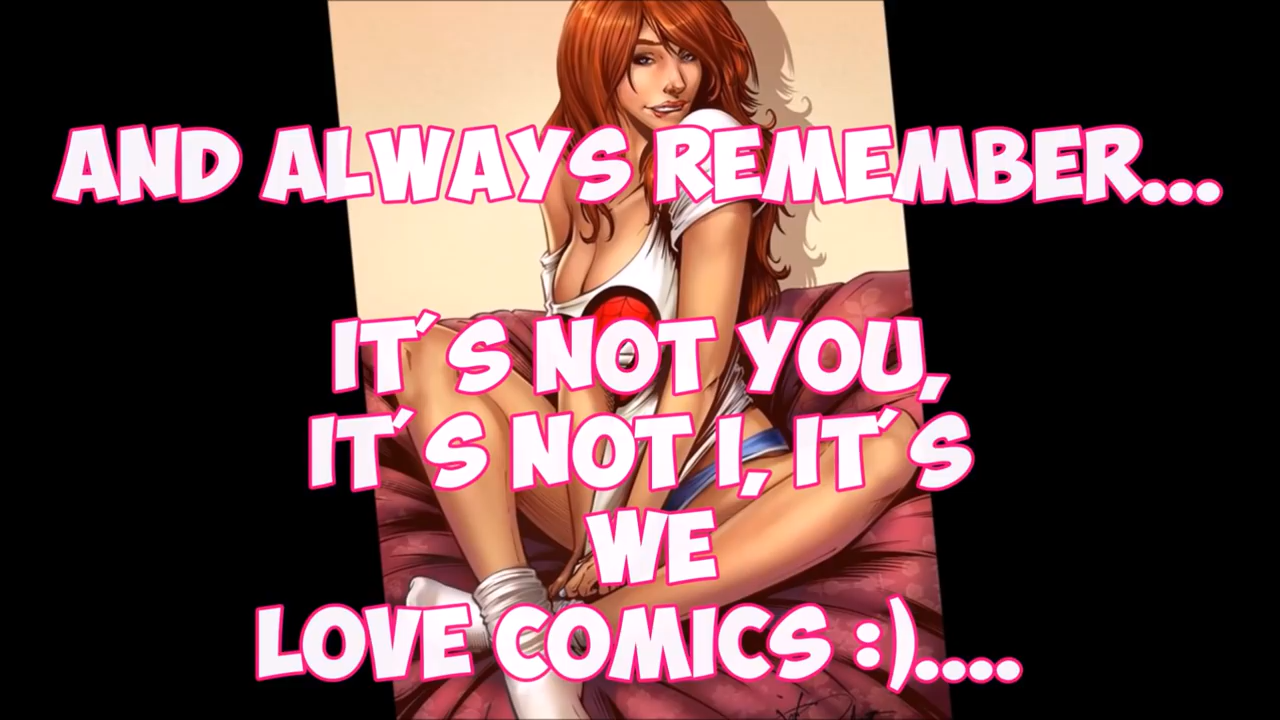 AND ALWAYS REMEMBER...
IT'S NOT YOU,
IT'S NOT I, IT'S
WE
LOVE COMICS :)....